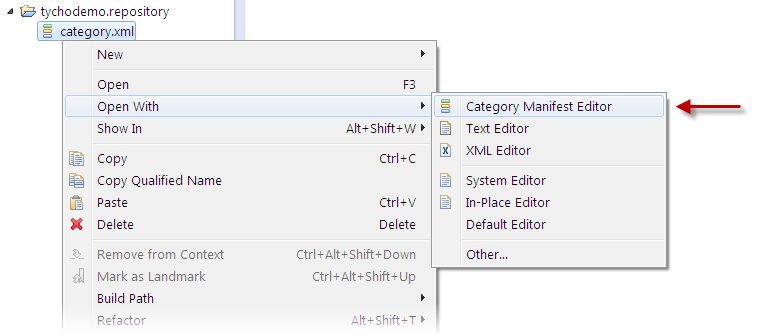 tychodemo.repository
category.xml
New
Open F3
Open With
Show In Alt+Shift+W
Copy Ctrl+C
Copy Qualified Name
Paste Ctrl+V
Delete Delete
Remove from Context Ctrl+Alt+Shift+Down
Mark as Landmark Ctrl+Alt+Shift+Up
Build Path
Refactor Alt+Shift+T
Category Manifest Editor
Text Editor
XML Editor
System Editor
In-Place Editor
Default Editor
Other...